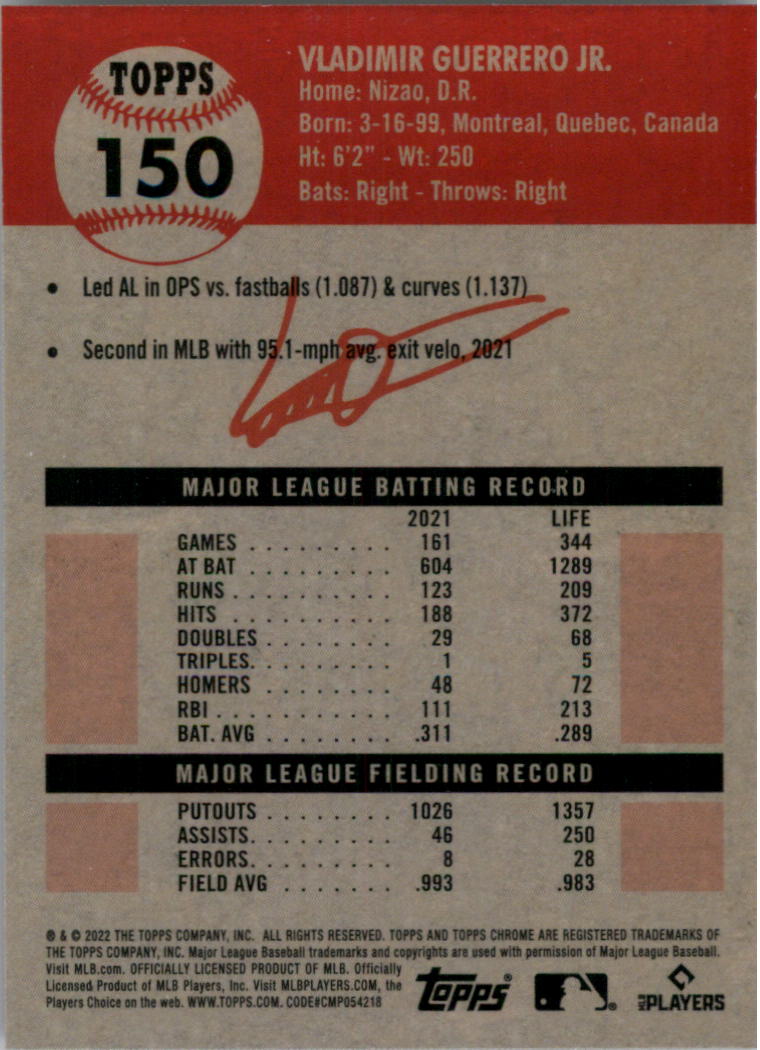 TOPPS
150
VLADIMIR GUERRERO JR.
Home: Nizao, D.R.
Born: 3-16-99, Montreal, Quebec, Canada
Ht: 6'2" - Wt: 250
Bats: Right - Throws: Right
• Led AL in OPS vs. fastballs (1.087) & curves (1.137)
• Second in MLB with 95.1-mph avg. exit velo, 2021
MAJOR LEAGUE BATTING RECORD
2021 LIFE
GAMES . . . . . . . . . 161 344
AT BAT . . . . . . . . . 604 1289
RUNS . . . . . . . . . . 123 209
HITS . . . . . . . . . . 188 372
DOUBLES . . . . . . . . 29 68
TRIPLES. . . . . . . . . 1 5
HOMERS . . . . . . . . 48 72
RBI . . . . . . . . . . . 111 213
BAT. AVG . . . . . . . . .311 .289
MAJOR LEAGUE FIELDING RECORD
PUTOUTS . . . . . . . . 1026 1357
ASSISTS. . . . . . . . . 46 250
ERRORS. . . . . . . . . 8 28
FIELD AVG . . . . . . . .993 .983
® & © 2022 THE TOPPS COMPANY, INC. ALL RIGHTS RESERVED. TOPPS AND TOPPS CHROME ARE REGISTERED TRADEMARKS OF
THE TOPPS COMPANY, INC. Major League Baseball trademarks and copyrights are used with permission of Major League Baseball.
Visit MLB.com. OFFICIALLY LICENSED PRODUCT OF MLB. Officially
Licensed Product of MLB Players, Inc. Visit MLBPLAYERS.COM, the
Players Choice on the web. WWW.TOPPS.COM. CODE#CMP054218
topps®
®
MLB PLAYERS